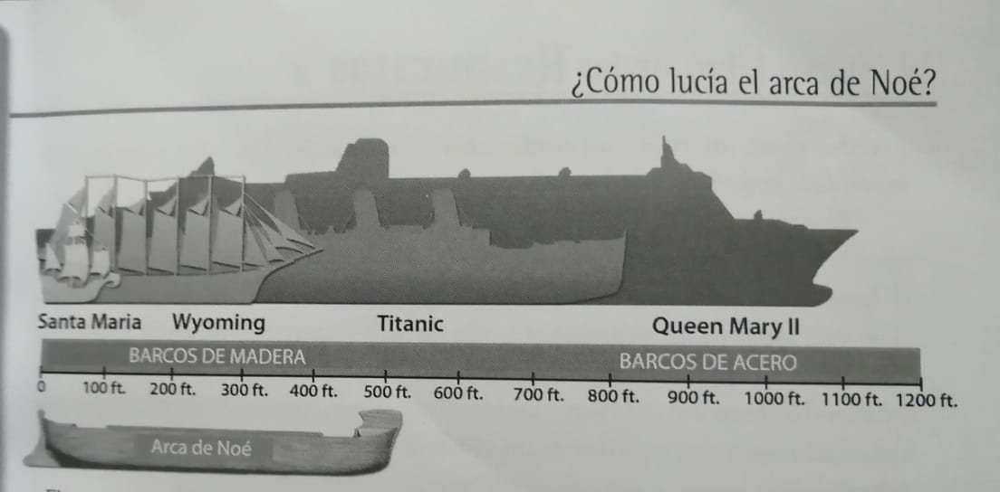 ¿Cómo lucía el arca de Noé?
Santa Maria Wyoming Titanic Queen Mary II
BARCOS DE MADERA BARCOS DE ACERO
0 100 ft. 200 ft. 300 ft. 400 ft. 500 ft. 600 ft. 700 ft. 800 ft. 900 ft. 1000 ft. 1100 ft. 1200 ft.
Arca de Noé